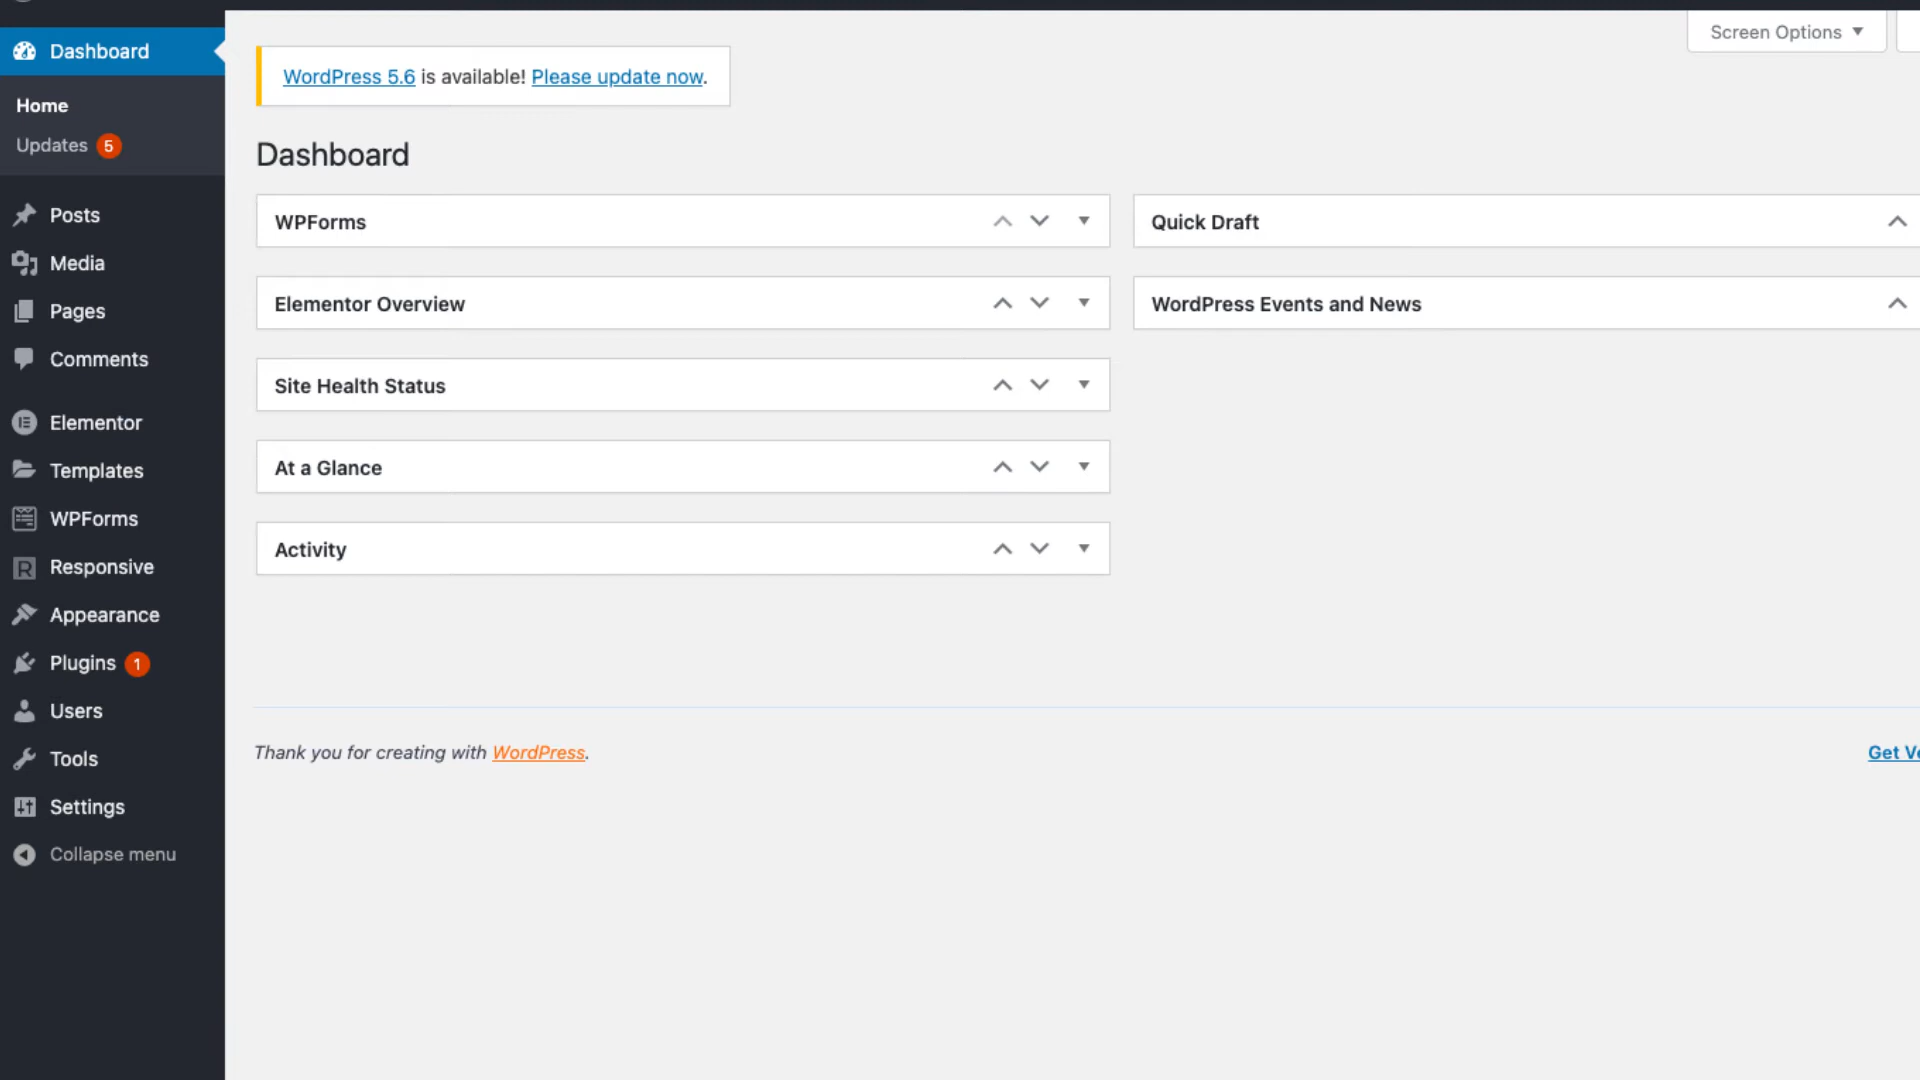 Dashboard
Home
Updates 5
Posts
Media
Pages
Comments
Elementor
Templates
WPForms
Responsive
Appearance
Plugins 1
Users
Tools
Settings
Collapse menu
Screen Options
WordPress 5.6 is available! Please update now.
Dashboard
WPForms
Elementor Overview
Site Health Status
At a Glance
Activity
Quick Draft
WordPress Events and News
Thank you for creating with WordPress.
Get